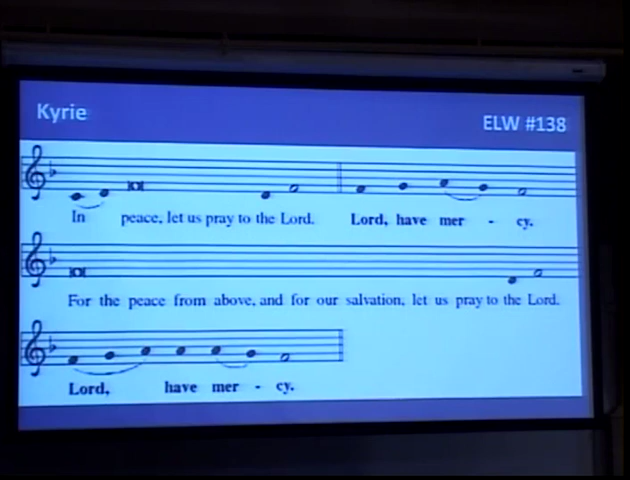 Kyrie
ELW #138
In peace, let us pray to the Lord. Lord, have mer - cy.
For the peace from above, and for our salvation, let us pray to the Lord.
Lord, have mer - cy.